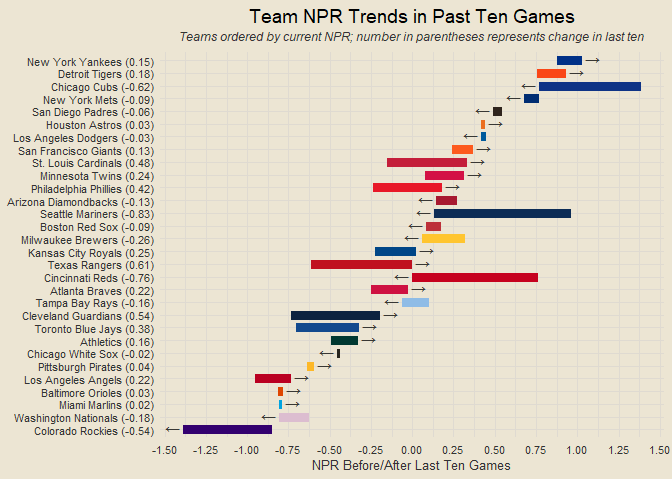 Team NPR Trends in Past Ten Games
Teams ordered by current NPR; number in parentheses represents change in last ten
New York Yankees (0.15)
Detroit Tigers (0.18)
Chicago Cubs (-0.62)
New York Mets (-0.09)
San Diego Padres (-0.06)
Houston Astros (0.03)
Los Angeles Dodgers (-0.03)
San Francisco Giants (0.13)
St. Louis Cardinals (0.48)
Minnesota Twins (0.24)
Philadelphia Phillies (0.42)
Arizona Diamondbacks (-0.13)
Seattle Mariners (-0.83)
Boston Red Sox (-0.09)
Milwaukee Brewers (-0.26)
Kansas City Royals (0.25)
Texas Rangers (0.61)
Cincinnati Reds (-0.76)
Atlanta Braves (0.22)
Tampa Bay Rays (-0.16)
Cleveland Guardians (0.54)
Toronto Blue Jays (0.38)
Athletics (0.16)
Chicago White Sox (-0.02)
Pittsburgh Pirates (0.04)
Los Angeles Angels (0.22)
Baltimore Orioles (0.03)
Miami Marlins (0.02)
Washington Nationals (-0.18)
Colorado Rockies (-0.54)
-1.50 -1.25 -1.00 -0.75 -0.50 -0.25 0.00 0.25 0.50 0.75 1.00 1.25 1.50
NPR Before/After Last Ten Games